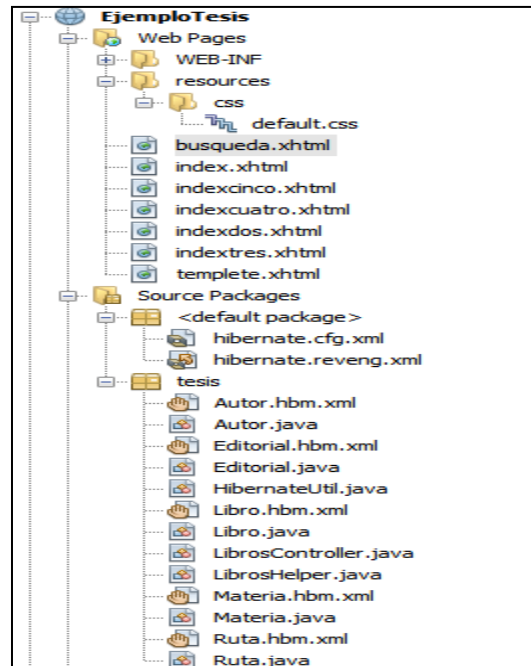 EjemploTesis
Web Pages
WEB-INF
resources
css
default.css
busqueda.xhtml
index.xhtml
indexcinco.xhtml
indexcuatro.xhtml
indexdos.xhtml
indextres.xhtml
templete.xhtml
Source Packages
<default package>
hibernate.cfg.xml
hibernate.reveng.xml
tesis
Autor.hbm.xml
Autor.java
Editorial.hbm.xml
Editorial.java
HibernateUtil.java
Libro.hbm.xml
Libro.java
LibrosController.java
LibrosHelper.java
Materia.hbm.xml
Materia.java
Ruta.hbm.xml
Ruta.java